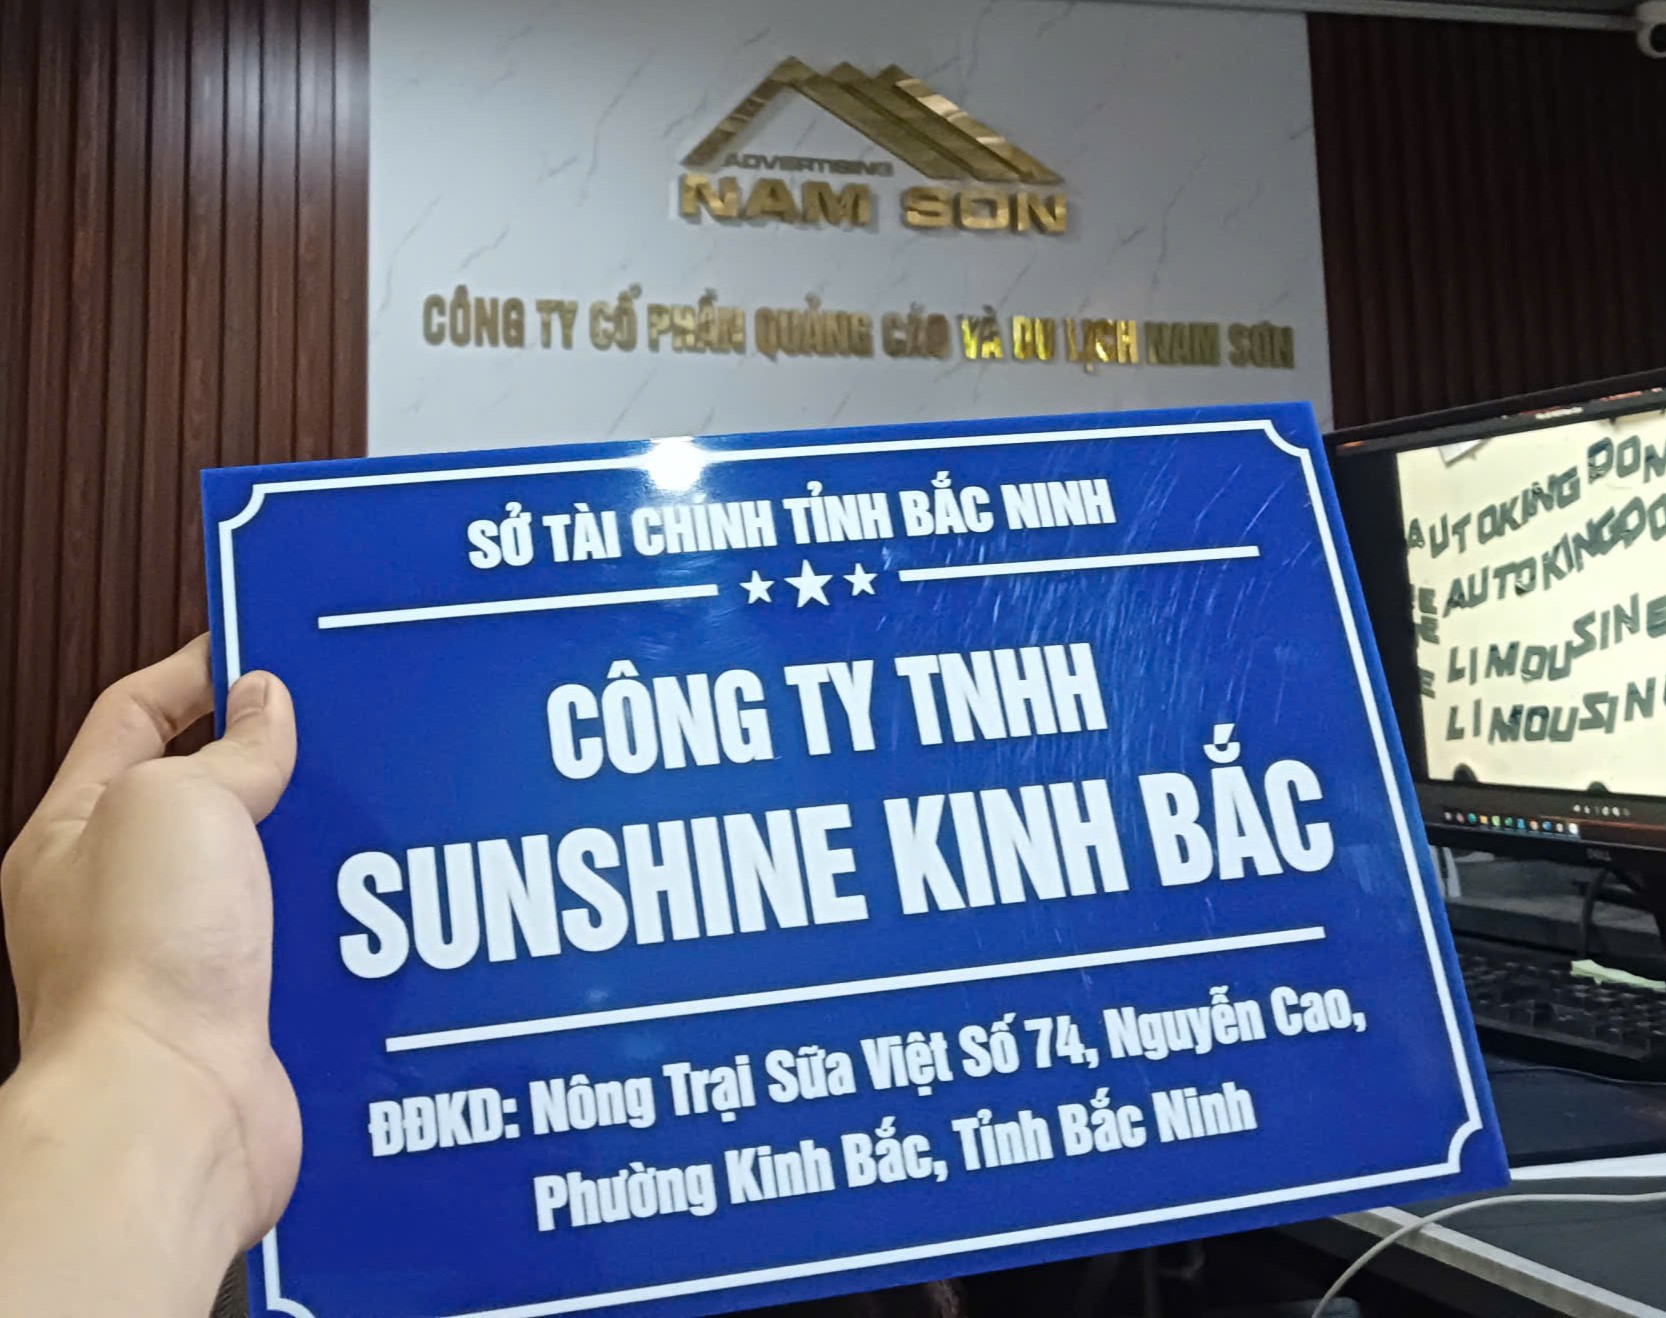 ADVERTISING
NAM SON
CÔNG TY CỔ PHẦN QUẢNG CÁO VÀ DU LỊCH NAM SƠN
SỞ TÀI CHÍNH TỈNH BẮC NINH
CÔNG TY TNHH
SUNSHINE KINH BẮC
ĐĐKD: Nông Trại Sữa Việt Số 74, Nguyễn Cao,
Phường Kinh Bắc, Tỉnh Bắc Ninh
AUTOKINGDOM
AUTOKINGDO
LIMOUSINE
LIMOUSIN